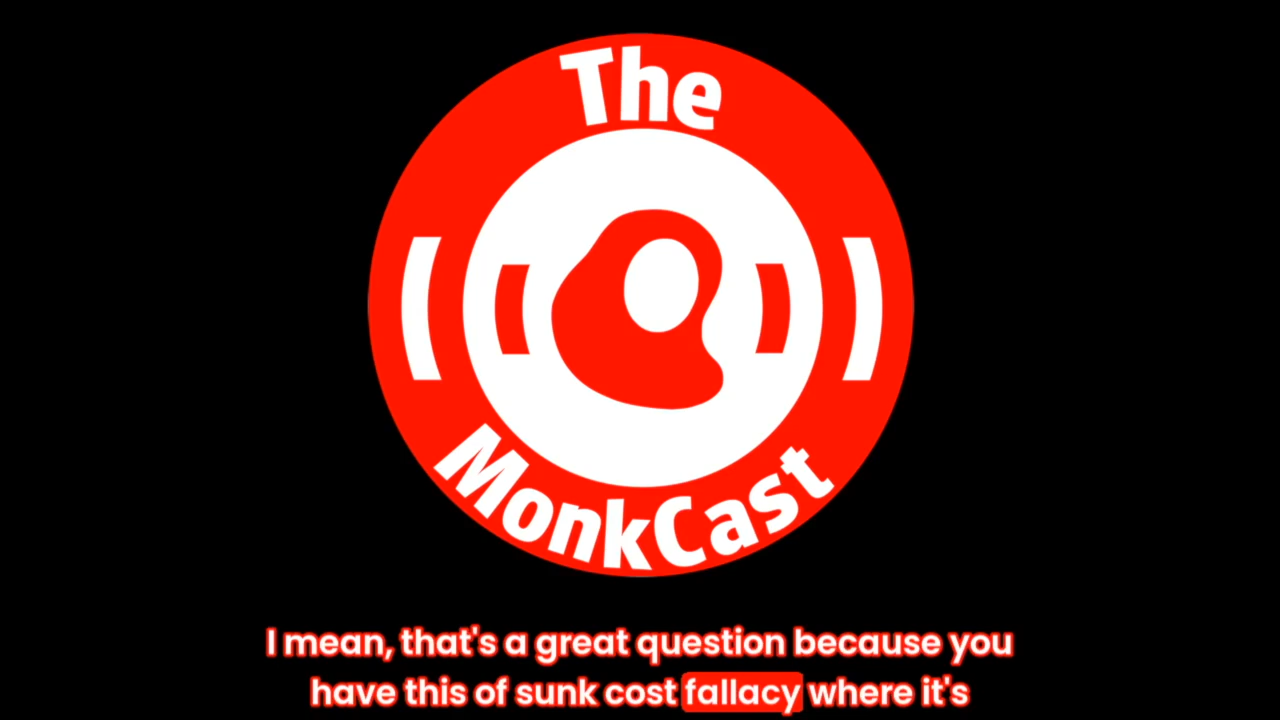 The
MonkCast
I mean, that's a great question because you
have this of sunk cost fallacy where it's